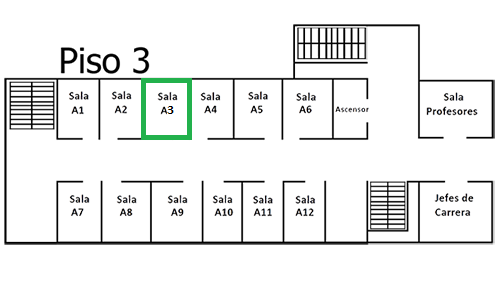 Piso 3
Sala
A1
Sala
A2
Sala
A3
Sala
A4
Sala
A5
Sala
A6
Ascensor
Sala
Profesores
Sala
A7
Sala
A8
Sala
A9
Sala
A10
Sala
A11
Sala
A12
Jefes de
Carrera